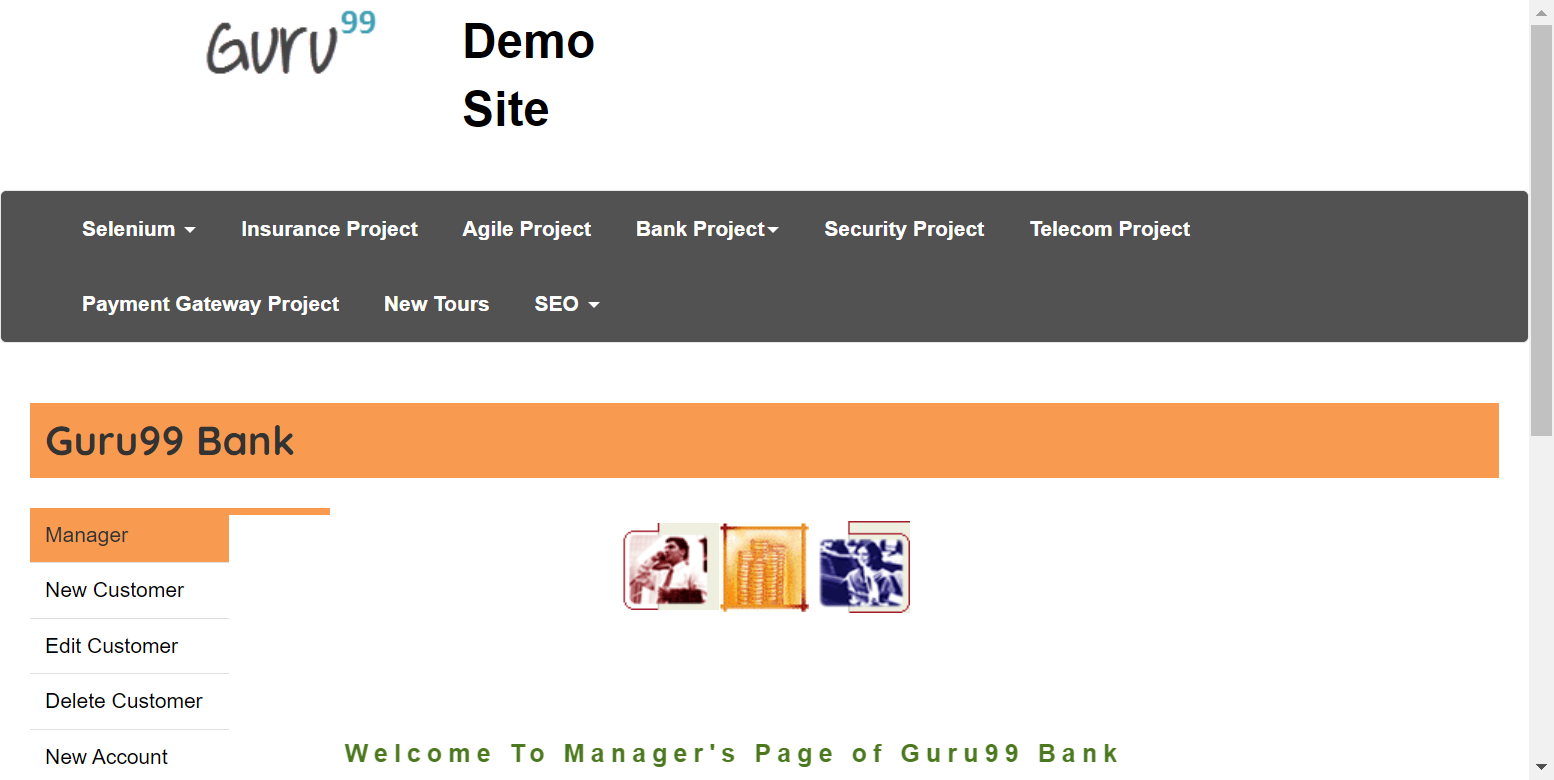 Guru99
Demo
Site
Selenium Insurance Project Agile Project Bank Project Security Project Telecom Project
Payment Gateway Project New Tours SEO
Guru99 Bank
Manager
New Customer
Edit Customer
Delete Customer
New Account
Welcome To Manager's Page of Guru99 Bank